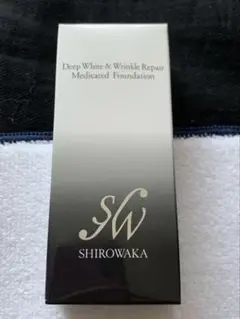 Deep White & Wrinkle Repair
Medicated Foundation
SW
SHIROWAKA